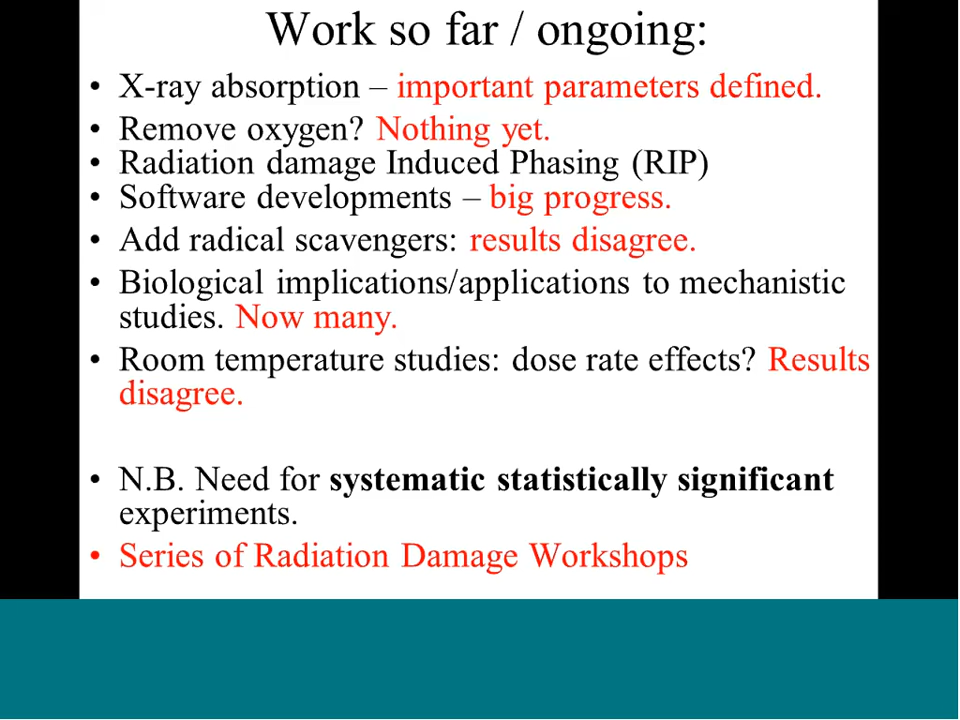 Work so far / ongoing:
• X-ray absorption – important parameters defined.
• Remove oxygen? Nothing yet.
• Radiation damage Induced Phasing (RIP)
• Software developments – big progress.
• Add radical scavengers: results disagree.
• Biological implications/applications to mechanistic
studies. Now many.
• Room temperature studies: dose rate effects? Results
disagree.
• N.B. Need for systematic statistically significant
experiments.
• Series of Radiation Damage Workshops